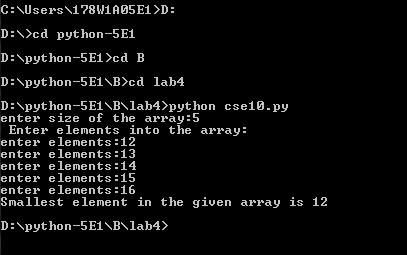 C:\Users\178W1A05E1>D:
D:\>cd python-5E1
D:\python-5E1>cd B
D:\python-5E1\B>cd lab4
D:\python-5E1\B\lab4>python cse10.py
enter size of the array:5
 Enter elements into the array:
enter elements:12
enter elements:13
enter elements:14
enter elements:15
enter elements:16
Smallest element in the given array is 12
D:\python-5E1\B\lab4>